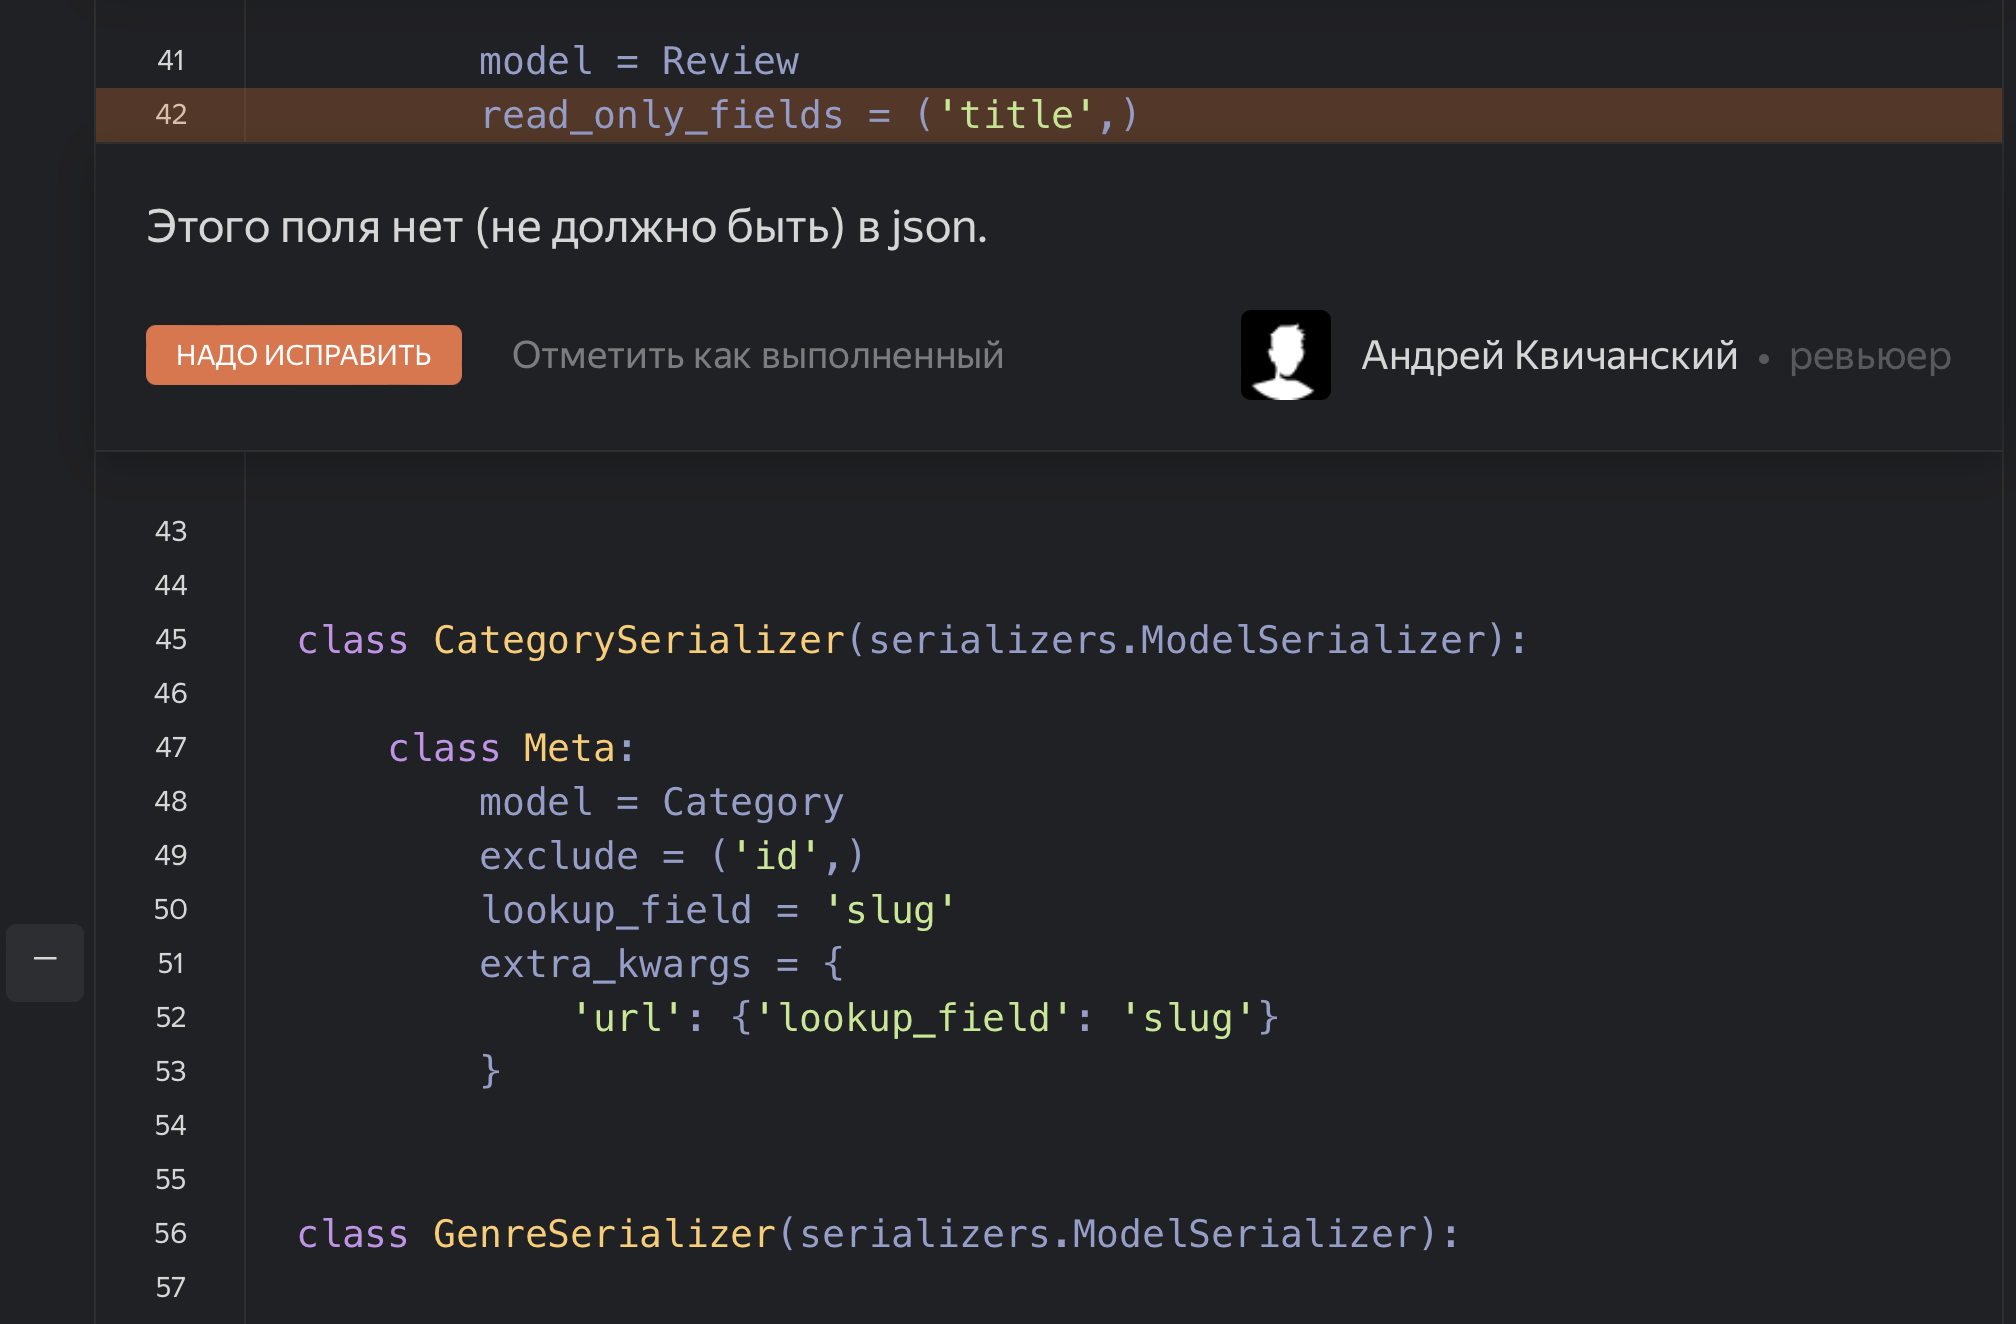 41 model = Review
42 read_only_fields = ('title',)
Этого поля нет (не должно быть) в json.
НАДО ИСПРАВИТЬ Отметить как выполненный Андрей Квичанский • ревьюер
43
44
45 class CategorySerializer(serializers.ModelSerializer):
46
47 class Meta:
48 model = Category
49 exclude = ('id',)
50 lookup_field = 'slug'
51 extra_kwargs = {
52 'url': {'lookup_field': 'slug'}
53 }
54
55
56 class GenreSerializer(serializers.ModelSerializer):
57